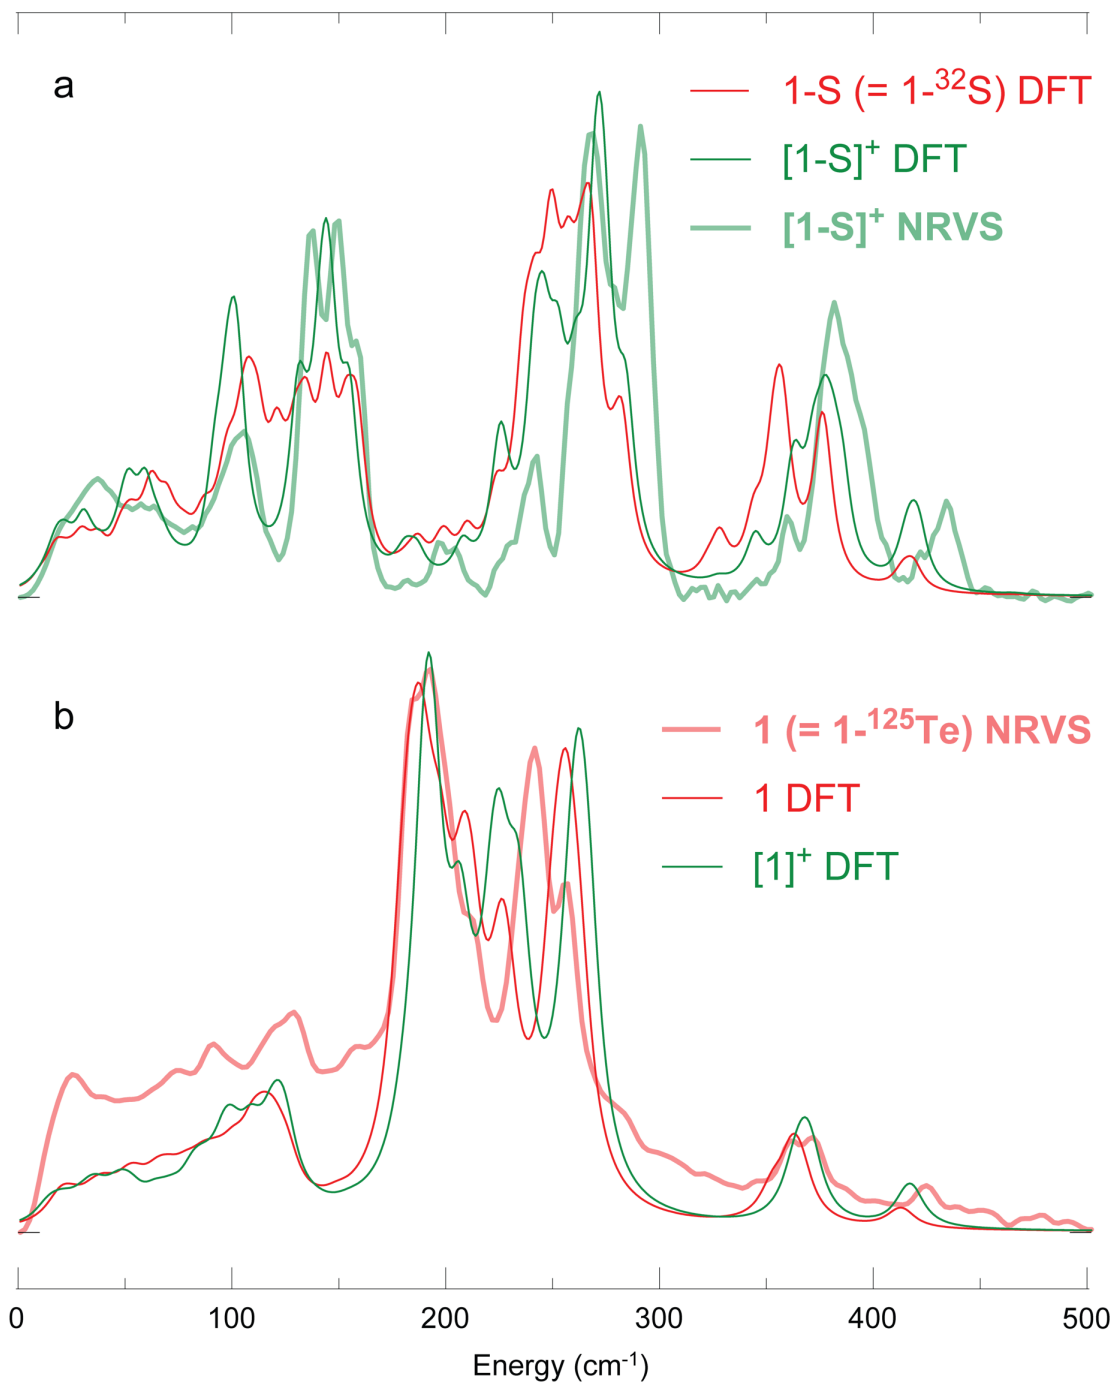 a
1-S (= 1-³²S) DFT
[1-S]⁺ DFT
[1-S]⁺ NRVS
b
1 (= 1-¹²⁵Te) NRVS
1 DFT
[1]⁺ DFT
0 100 200 300 400 500
Energy (cm⁻¹)